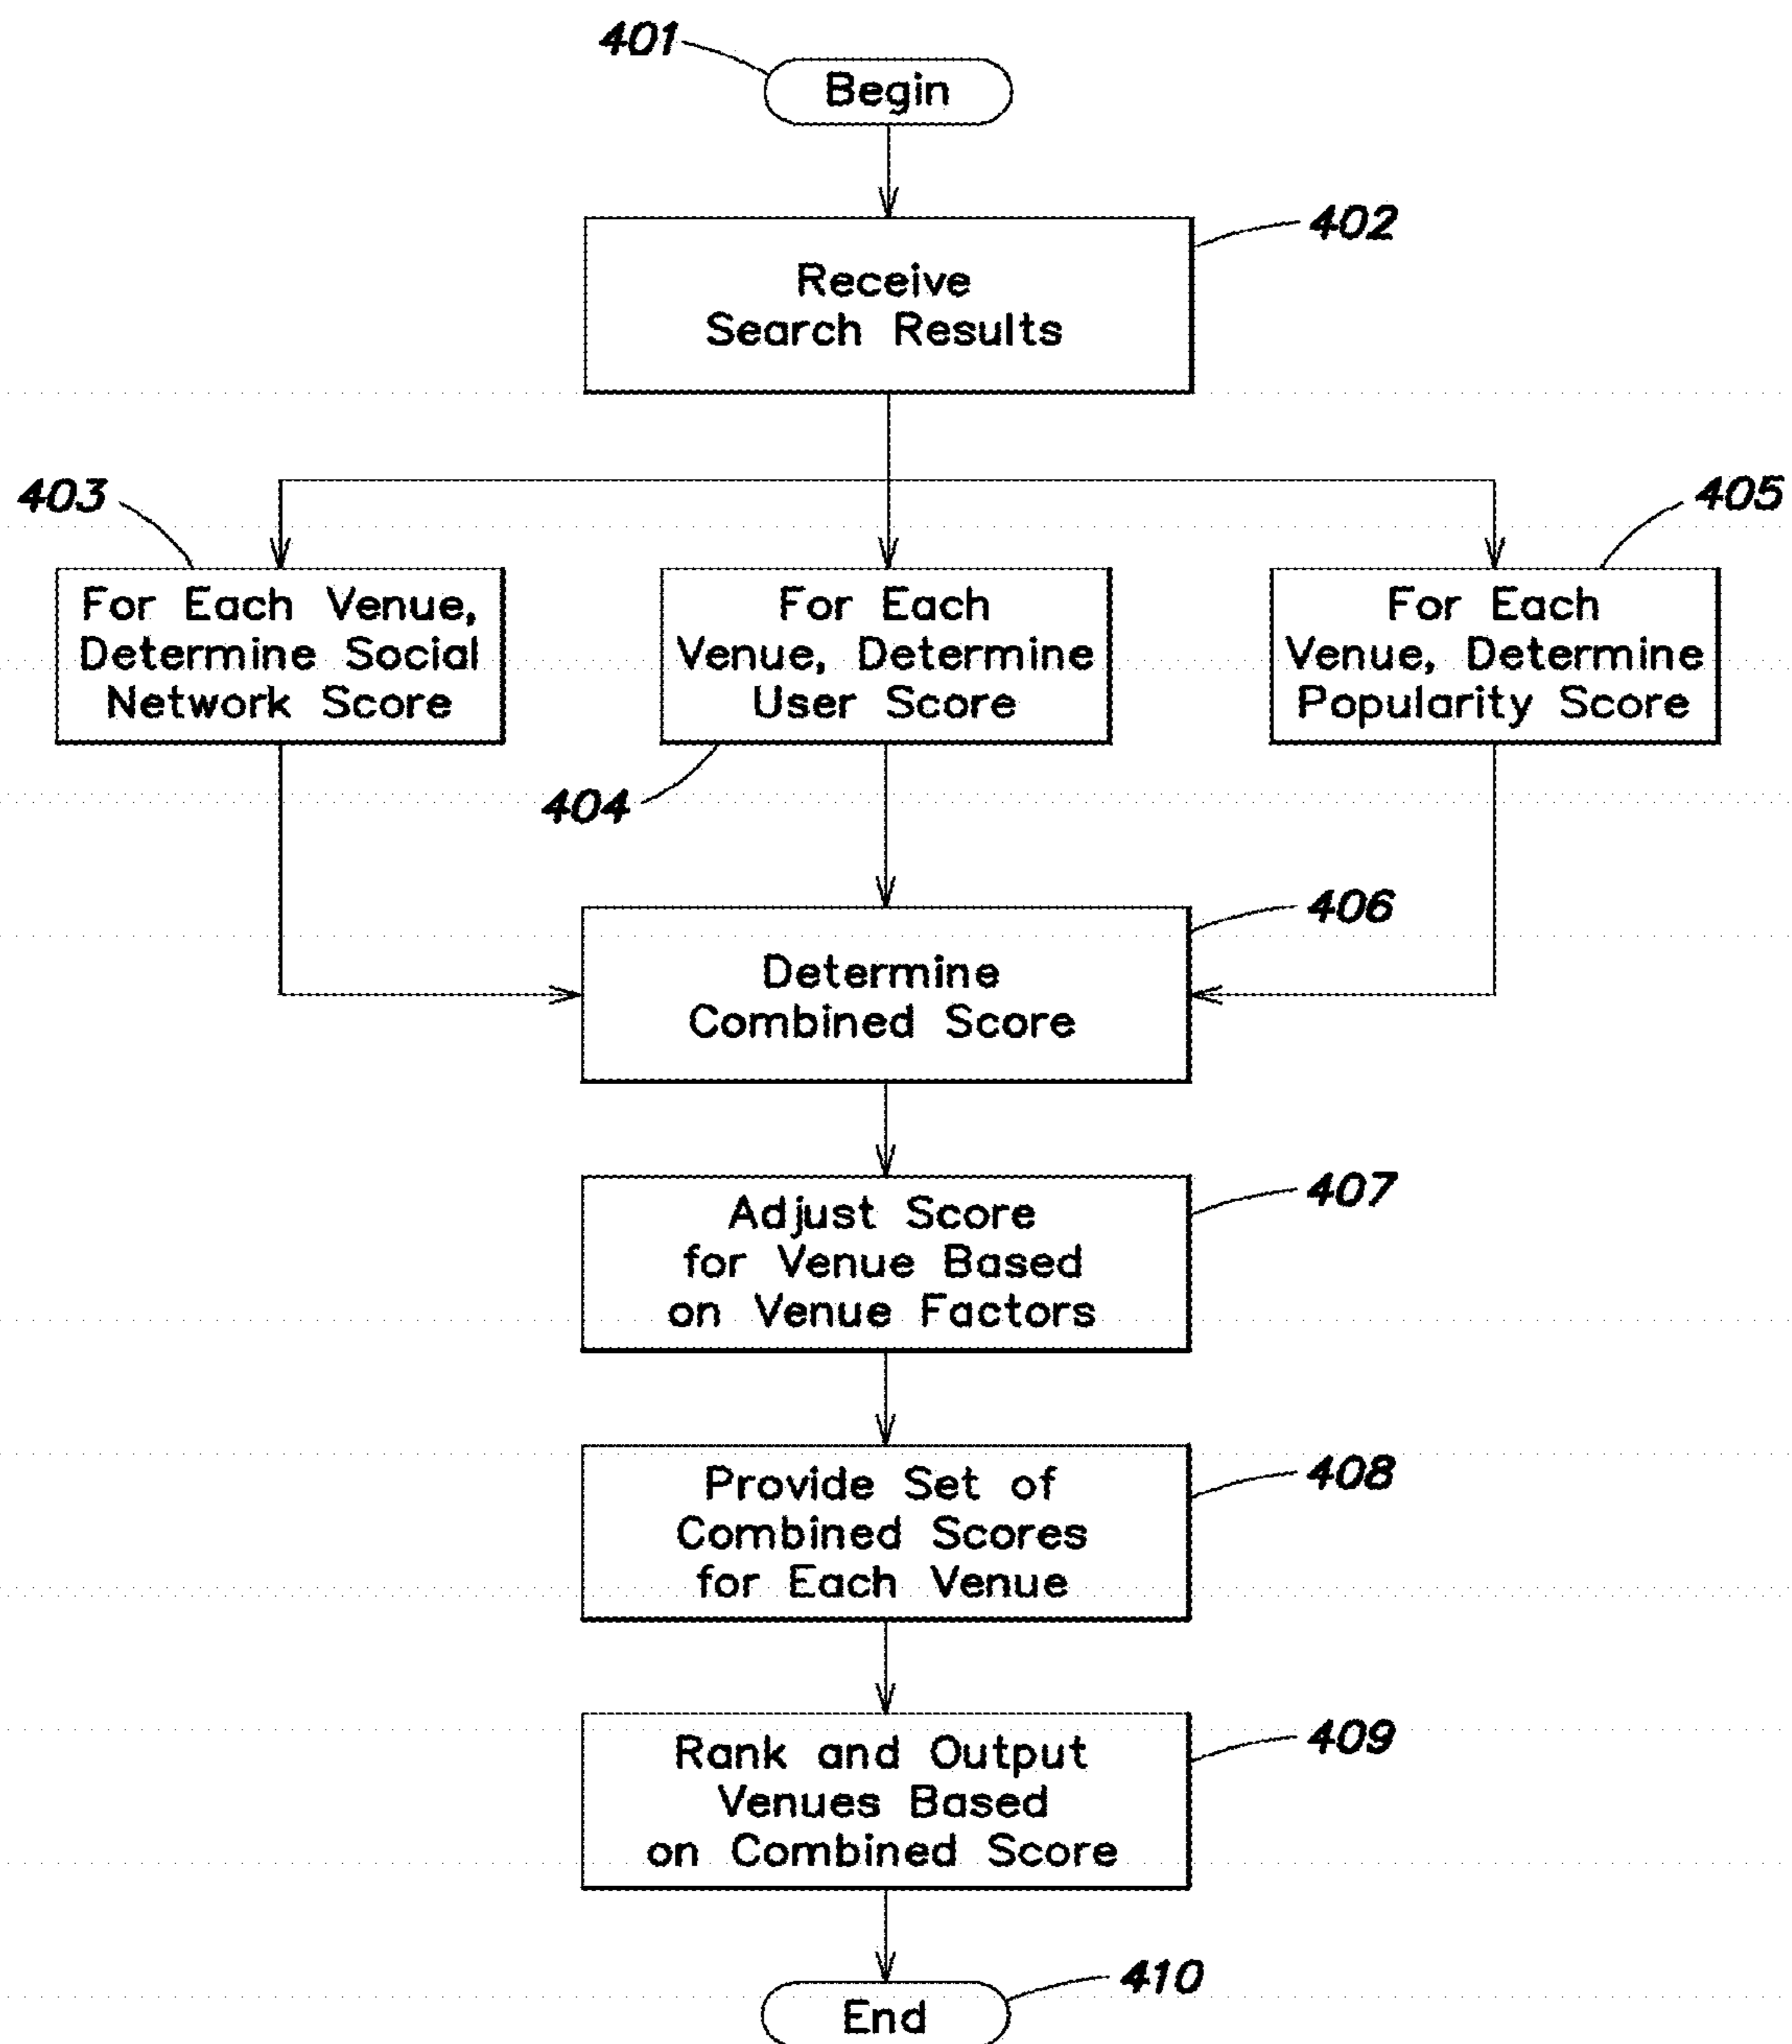 401
Begin
402
Receive
Search Results
403
For Each Venue,
Determine Social
Network Score
404
For Each
Venue, Determine
User Score
405
For Each
Venue, Determine
Popularity Score
406
Determine
Combined Score
407
Adjust Score
for Venue Based
on Venue Factors
408
Provide Set of
Combined Scores
for Each Venue
409
Rank and Output
Venues Based
on Combined Score
410
End